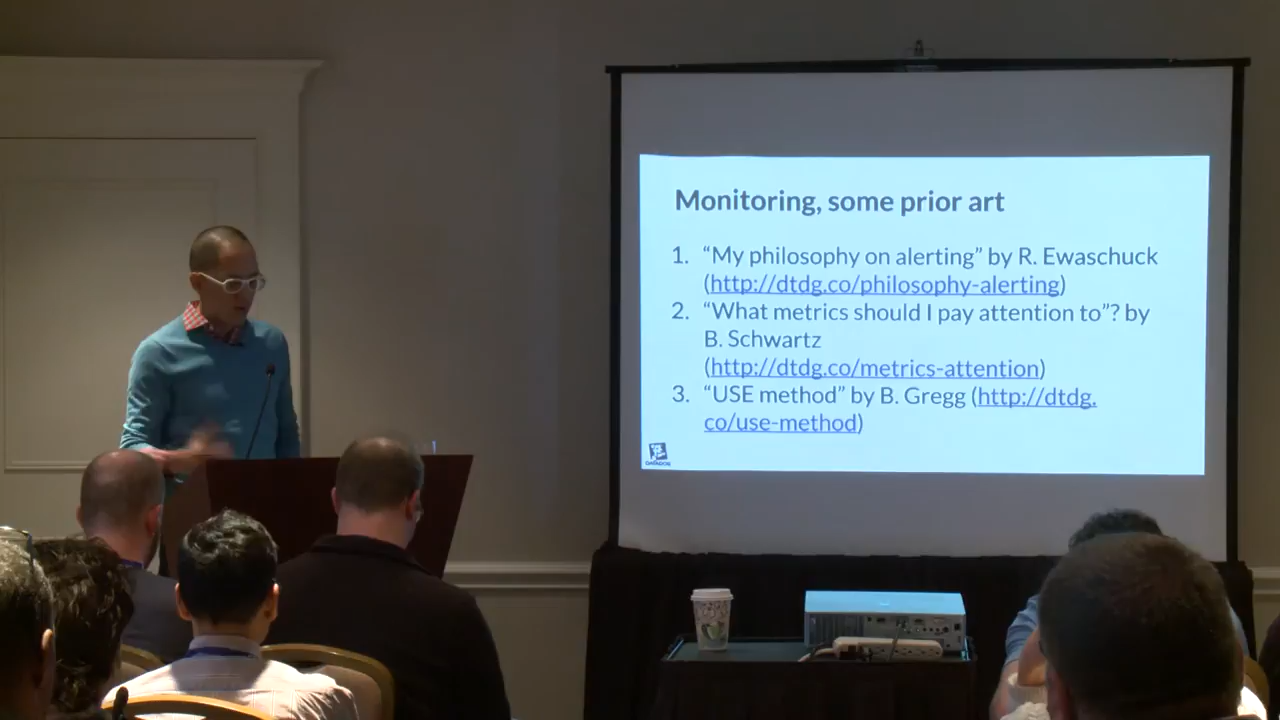 Monitoring, some prior art
1. “My philosophy on alerting” by R. Ewaschuck
(http://dtdg.co/philosophy-alerting)
2. “What metrics should I pay attention to”? by
B. Schwartz
(http://dtdg.co/metrics-attention)
3. “USE method” by B. Gregg (http://dtdg.
co/use-method)
DATADOG